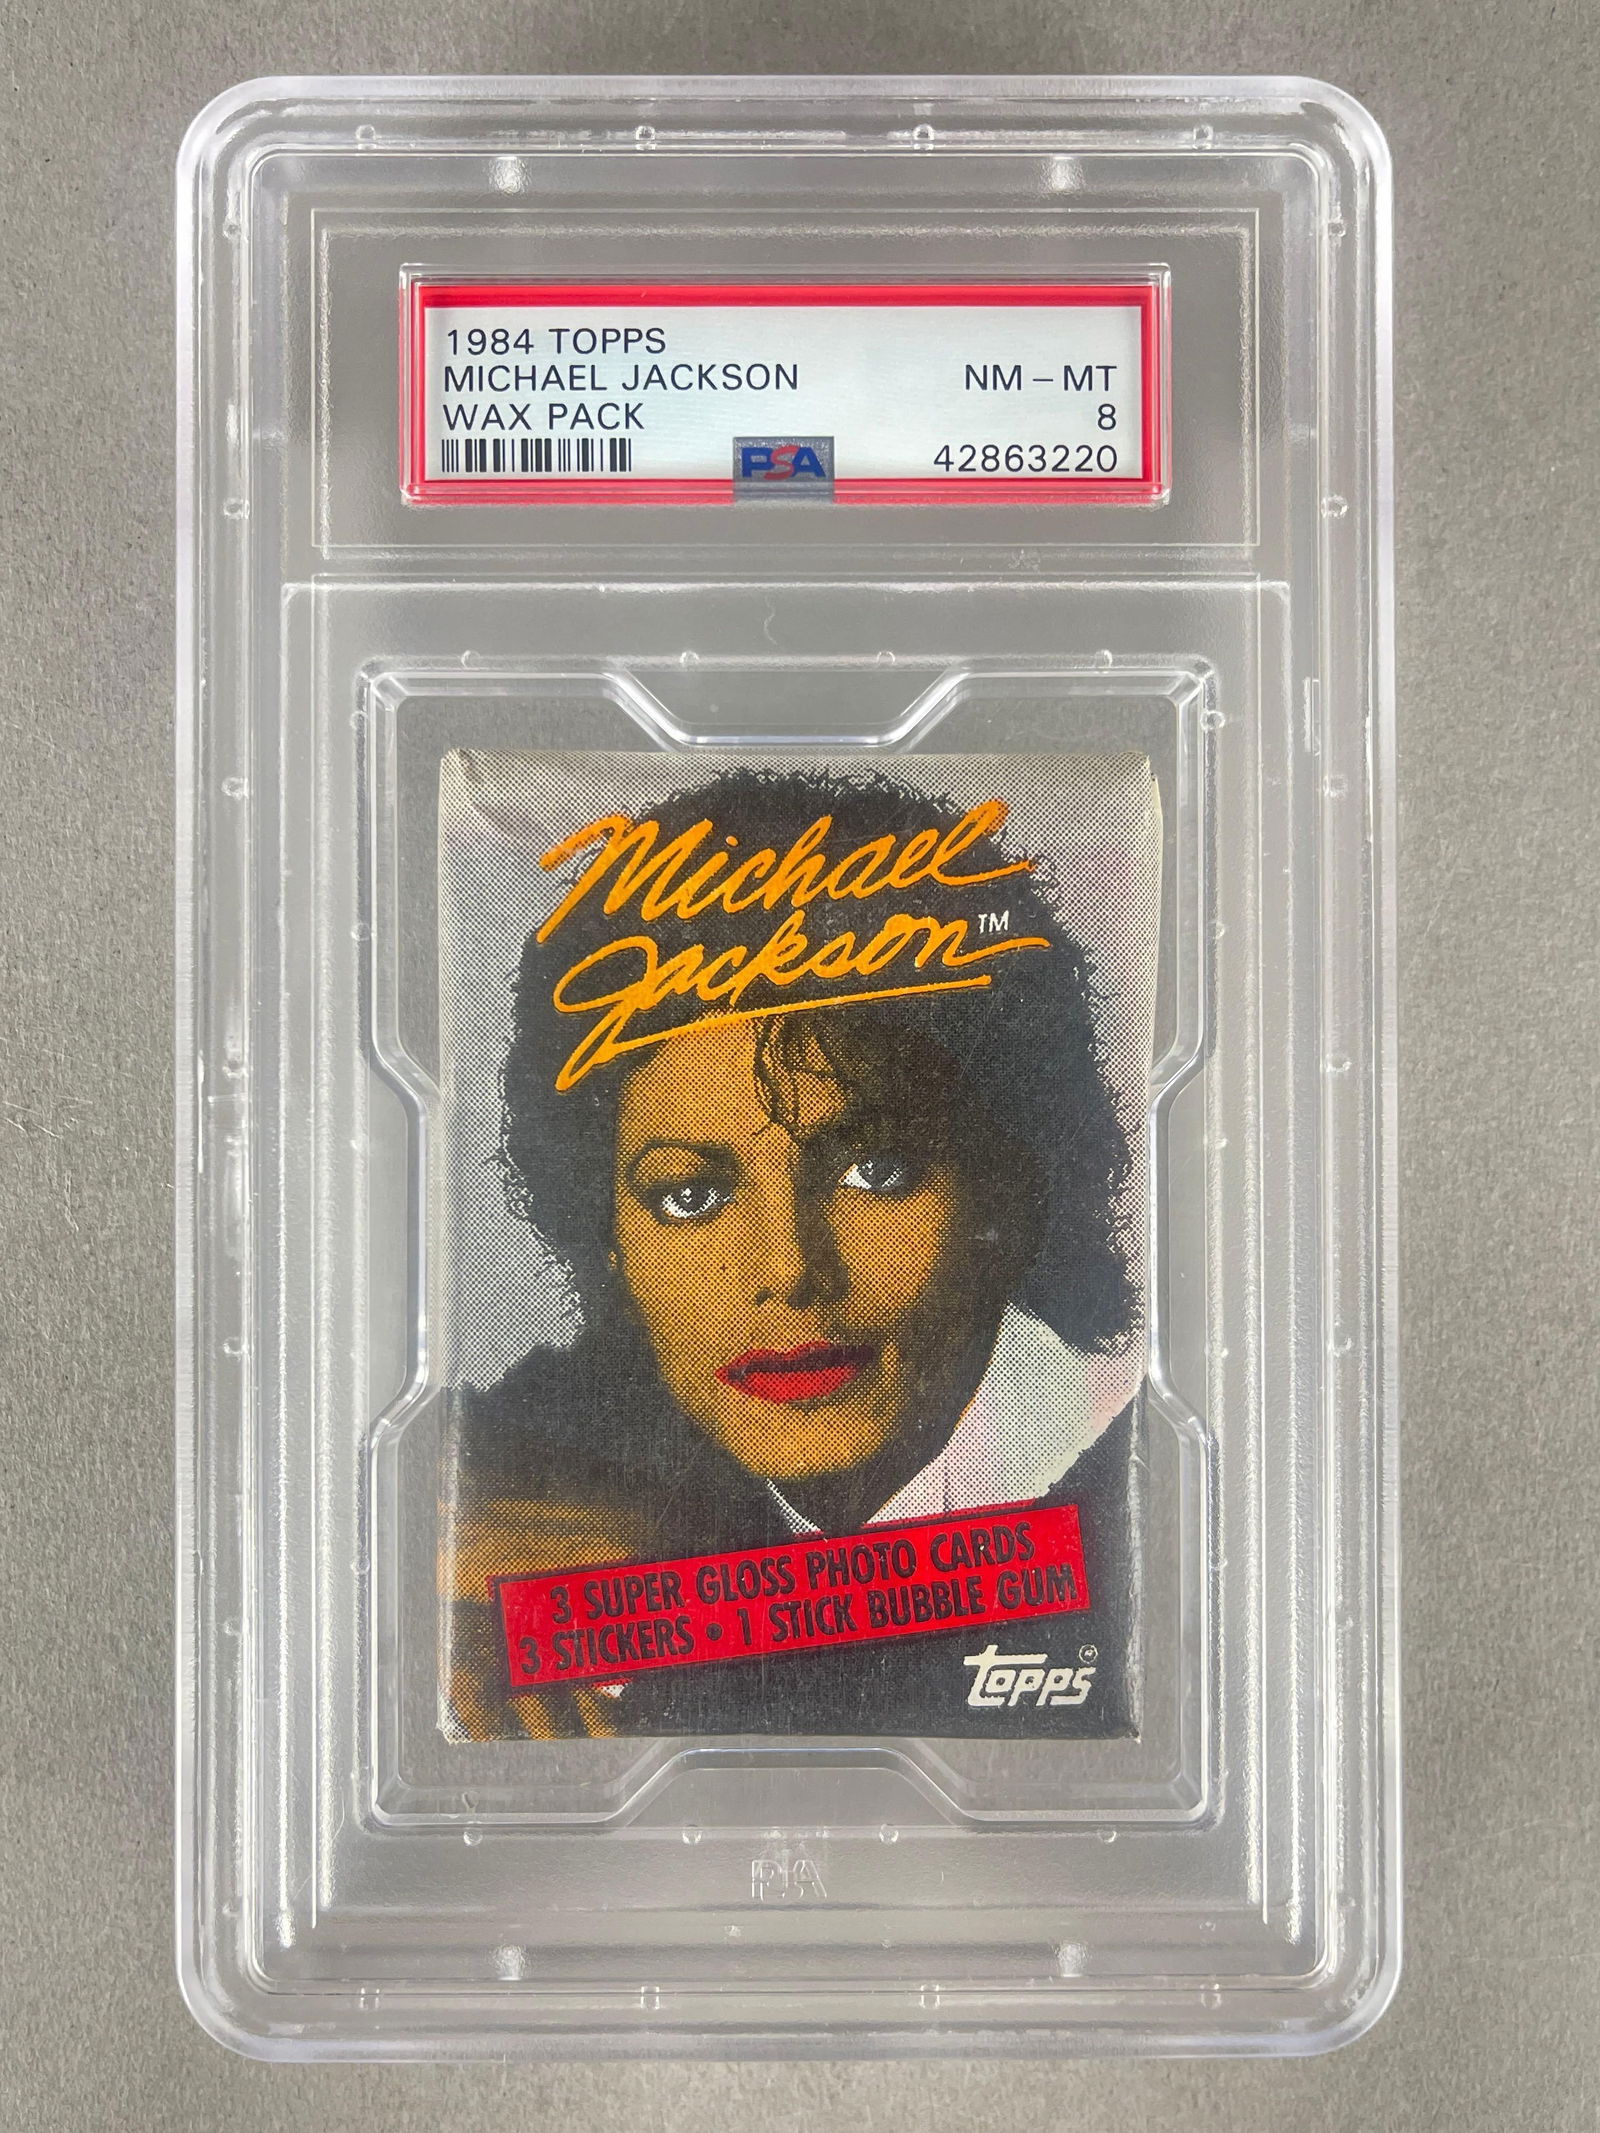 1984 TOPPS
MICHAEL JACKSON NM - MT
WAX PACK 8
PSA 42863220
Michael
Jackson™
3 SUPER GLOSS PHOTO CARDS
3 STICKERS • 1 STICK BUBBLE GUM
topps®
PSA